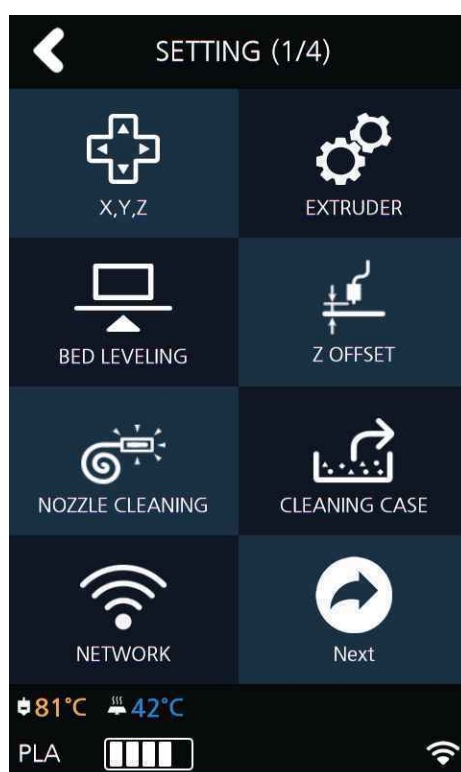 SETTING (1/4)
X,Y,Z
EXTRUDER
BED LEVELING
Z OFFSET
NOZZLE CLEANING
CLEANING CASE
NETWORK
Next
81°C 42°C
PLA